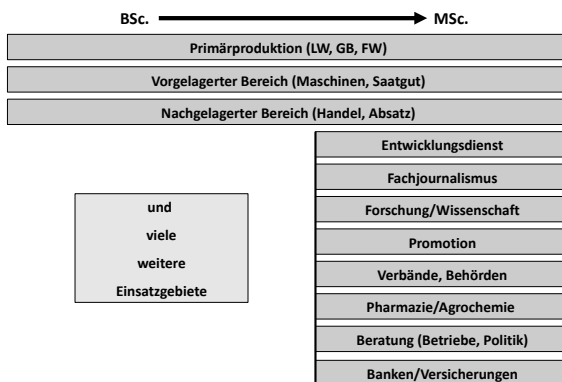 BSc. MSc.
Primärproduktion (LW, GB, FW)
Vorgelagerter Bereich (Maschinen, Saatgut)
Nachgelagerter Bereich (Handel, Absatz)
Entwicklungsdienst
Fachjournalismus
Forschung/Wissenschaft
Promotion
Verbände, Behörden
Pharmazie/Agrochemie
Beratung (Betriebe, Politik)
Banken/Versicherungen
und
viele
weitere
Einsatzgebiete